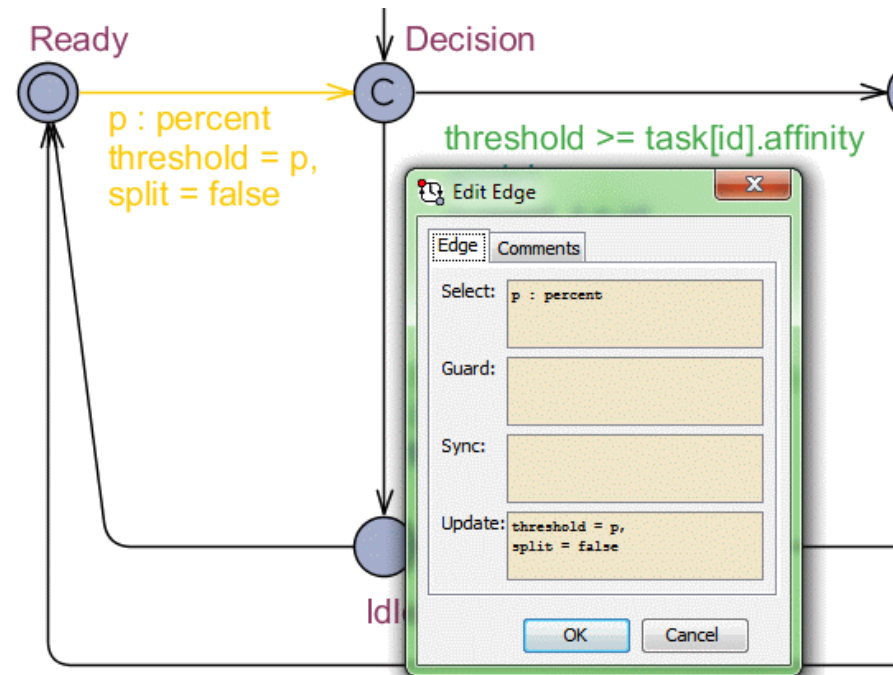 Ready
Decision
C
p : percent
threshold = p,
split = false
threshold >= task[id].affinity
Edit Edge
Edge
Comments
Select:
p : percent
Guard:
Sync:
Update:
threshold = p,
split = false
OK
Cancel